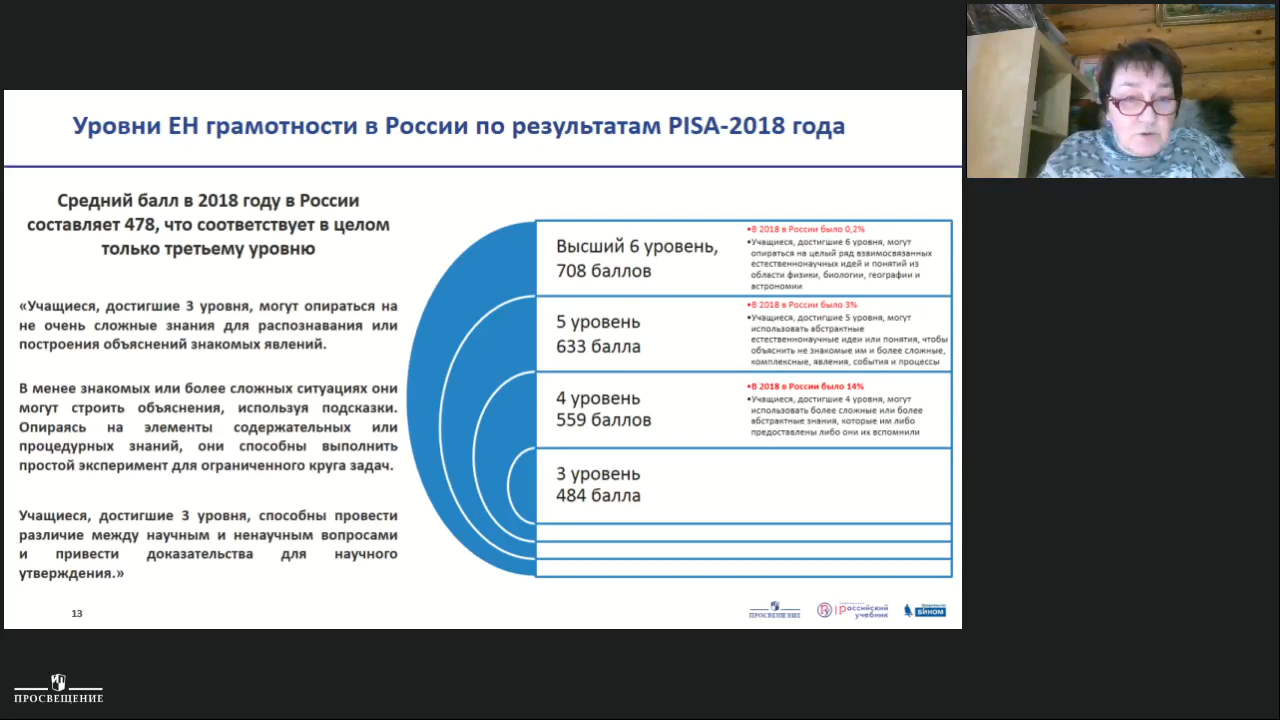 Уровни ЕН грамотности в России по результатам PISA-2018 года
Средний балл в 2018 году в России
составляет 478, что соответствует в целом
только третьему уровню
«Учащиеся, достигшие 3 уровня, могут опираться на
не очень сложные знания для распознавания или
построения объяснений знакомых явлений.
В менее знакомых или более сложных ситуациях они
могут строить объяснения, используя подсказки.
Опираясь на элементы содержательных или
процедурных знаний, они способны выполнить
простой эксперимент для ограниченного круга задач.
Учащиеся, достигшие 3 уровня, способны провести
различие между научным и ненаучным вопросами
и привести доказательства для научного
утверждения.»
Высший 6 уровень,
708 баллов
•В 2018 в России было 0,2%
•Учащиеся, достигшие 6 уровня, могут
опираться на целый ряд взаимосвязанных
естественнонаучных идей и понятий из
области физики, биологии, географии и
астрономии
5 уровень
633 балла
•В 2018 в России было 3%
•Учащиеся, достигшие 5 уровня, могут
использовать абстрактные
естественнонаучные идеи или понятия, чтобы
объяснить не знакомые им и более сложные,
комплексные, явления, события и процессы
4 уровень
559 баллов
•В 2018 в России было 14%
•Учащиеся, достигшие 4 уровня, могут
использовать более сложные или более
абстрактные знания, которые им либо
предоставлены либо они их вспомнили
3 уровень
484 балла
13
ПРОСВЕЩЕНИЕ
российский
учебник
БИНОМ
ПРОСВЕЩЕНИЕ